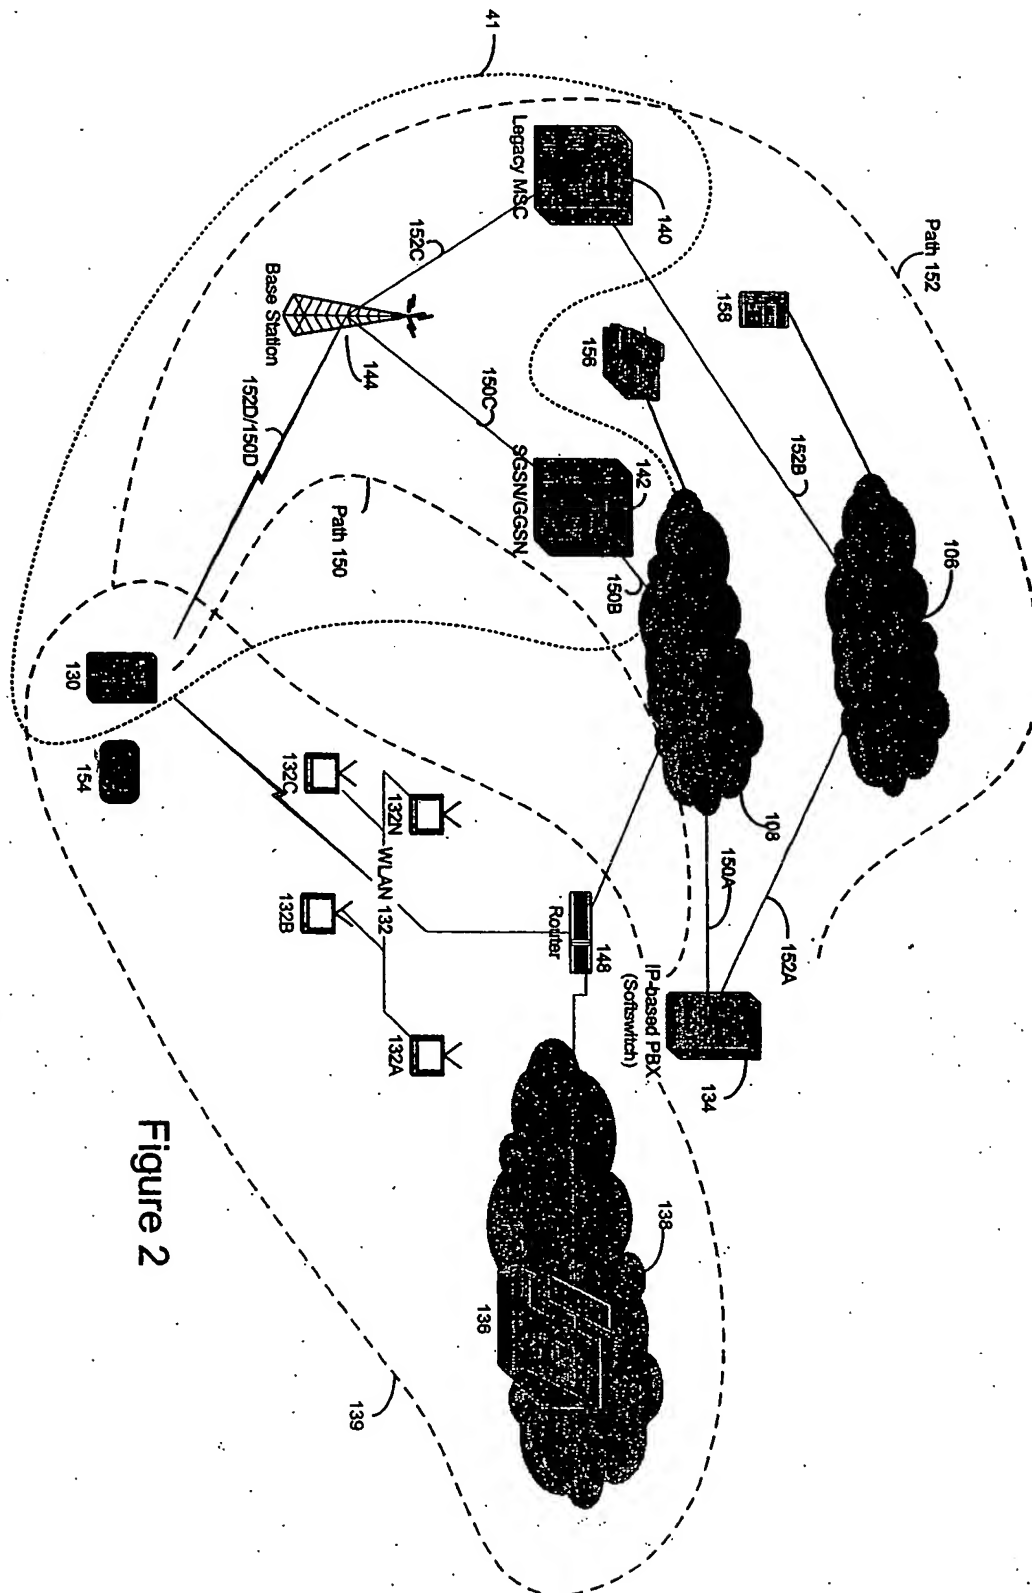 41
Path 152
Legacy MSC
140
158
152C
152B
106
Base Station
144
156
150C
SGSN/GGSN
142
150B
152D/150D
Path 150
108
150A
152A
130
154
132C
132N
WLAN 132
132B
132A
Router
148
IP-based PBX
(Softswitch)
134
138
136
139
Figure 2